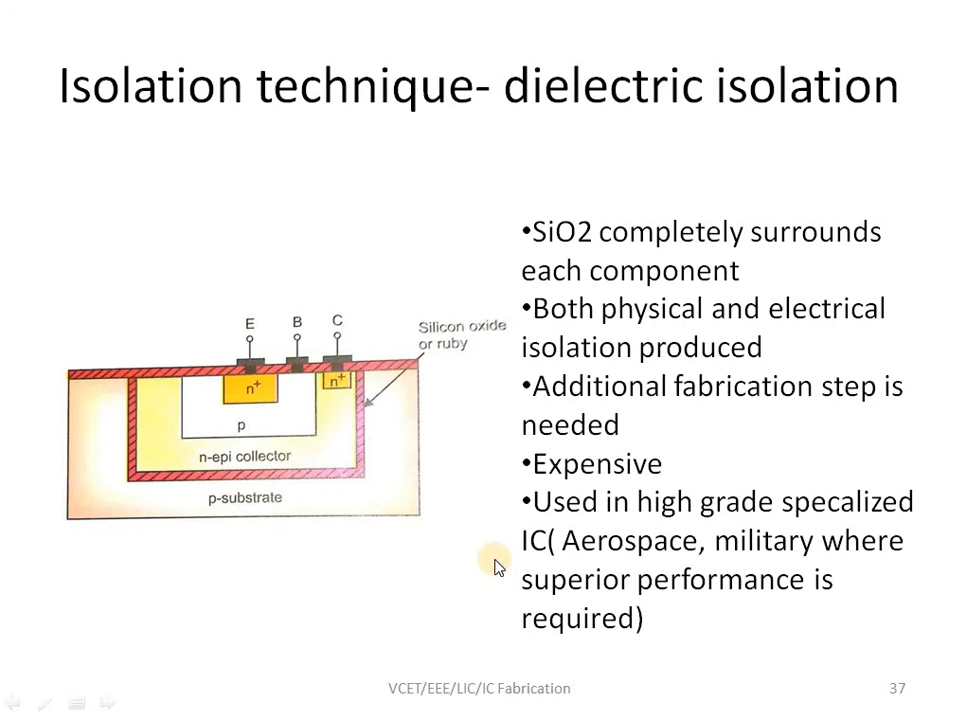 Isolation technique- dielectric isolation
•SiO2 completely surrounds
each component
•Both physical and electrical
isolation produced
•Additional fabrication step is
needed
•Expensive
•Used in high grade specalized
IC( Aerospace, military where
superior performance is
required)
E B C
Silicon oxide
or ruby
n+ n+
p
n-epi collector
p-substrate
VCET/EEE/LIC/IC Fabrication 37